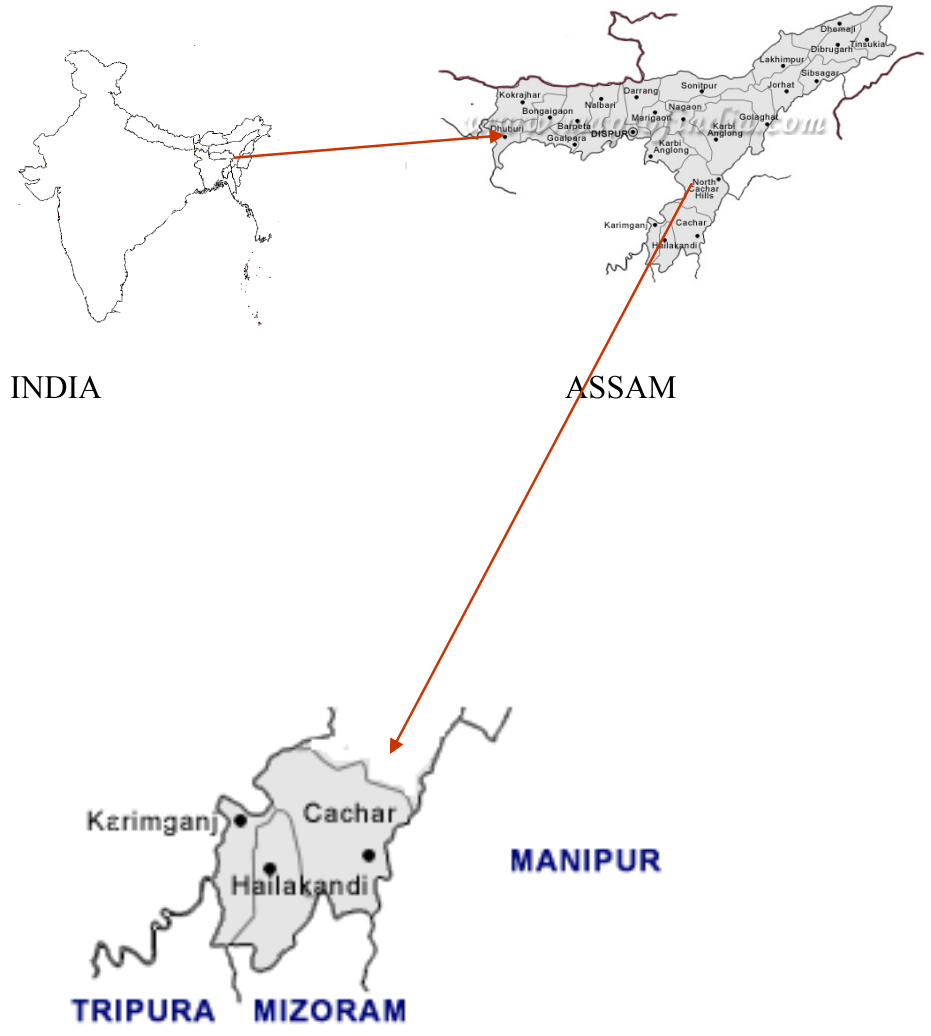 Dhemaji
Dibrugarh
Tinsukia
Lakhimpur
Sibsagar
Jorhat
Kokrajhar
Nalbari
Darrang
Sonitpur
Bongaigaon
Marigaon
Nagaon
Golaghat
Dhuburi
Barpeta
DISPUR
Karbi
Anglong
Goalpara
Karbi
Anglong
North
Cachar
Hills
Karimganj
Cachar
Hailakandi
INDIA
ASSAM
Cachar
Karimganj
MANIPUR
Hailakandi
TRIPURA
MIZORAM